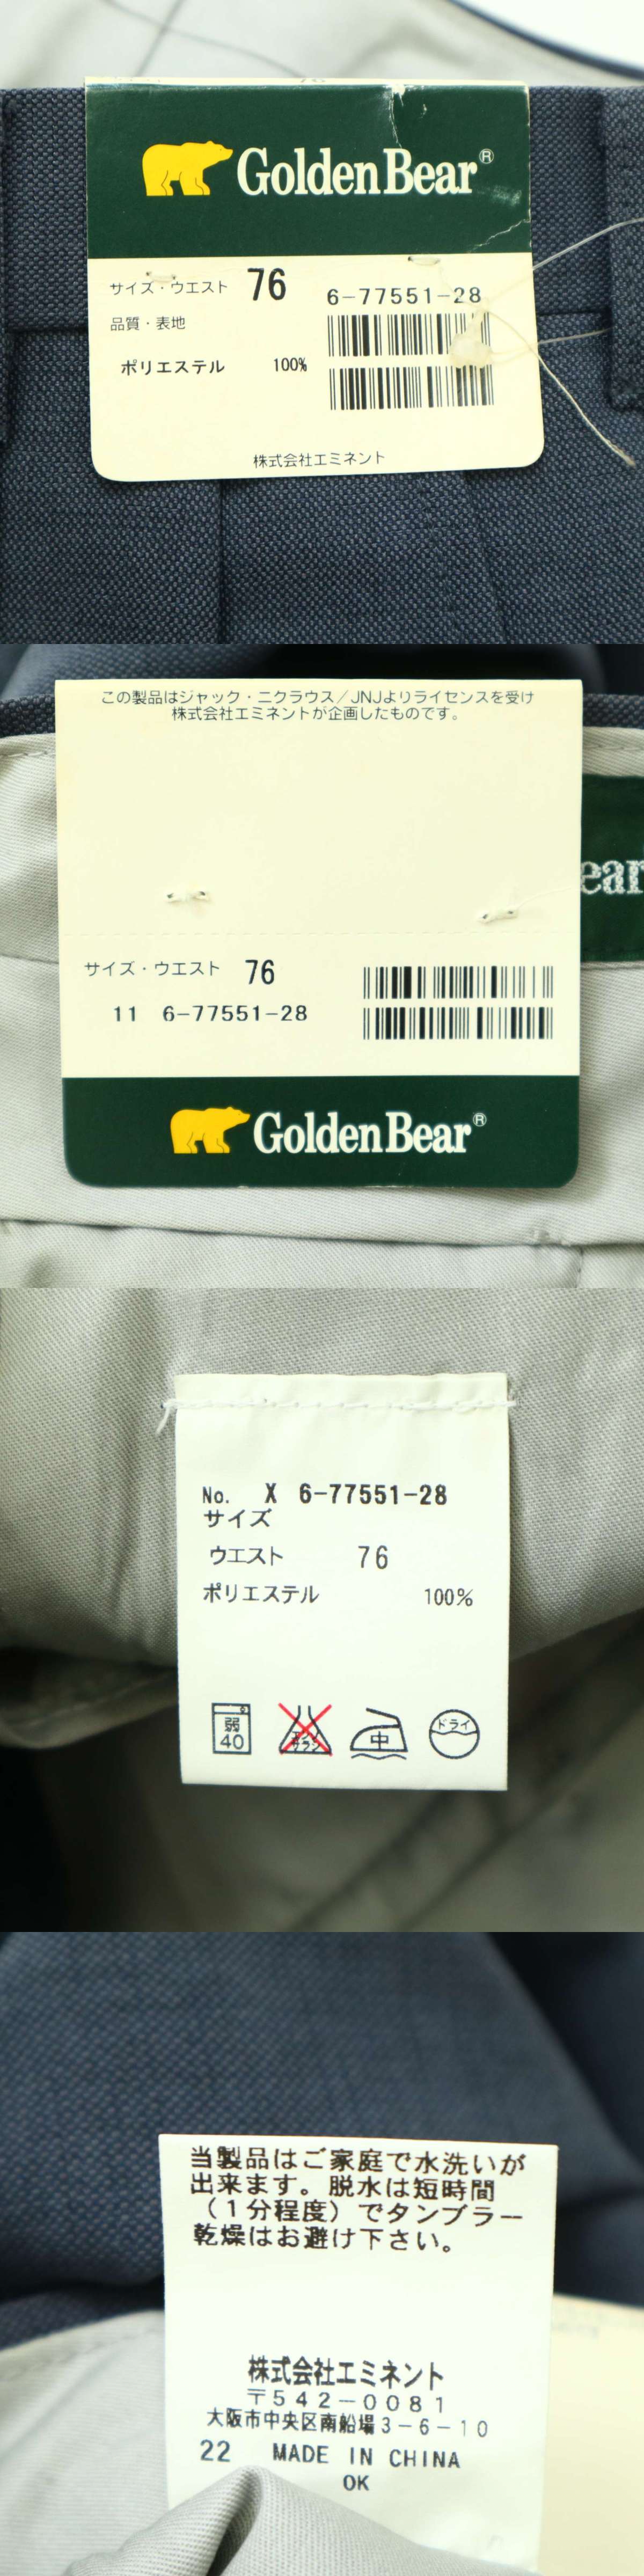 GoldenBear®
サイズ・ウエスト 76 6-77551-28
品質・表地
ポリエステル 100%
株式会社エミネント
この製品はジャック・ニクラウス／JNJよりライセンスを受け
株式会社エミネントが企画したものです。
ear
サイズ・ウエスト 76
11 6-77551-28
GoldenBear®
No. X 6-77551-28
サイズ
ウエスト 76
ポリエステル 100%
弱
40
中
ドライ
当製品はご家庭で水洗いが
出来ます。脱水は短時間
（1分程度）でタンブラー
乾燥はお避け下さい。
株式会社エミネント
〒542-0081
大阪市中央区南船場3-6-10
22 MADE IN CHINA
OK